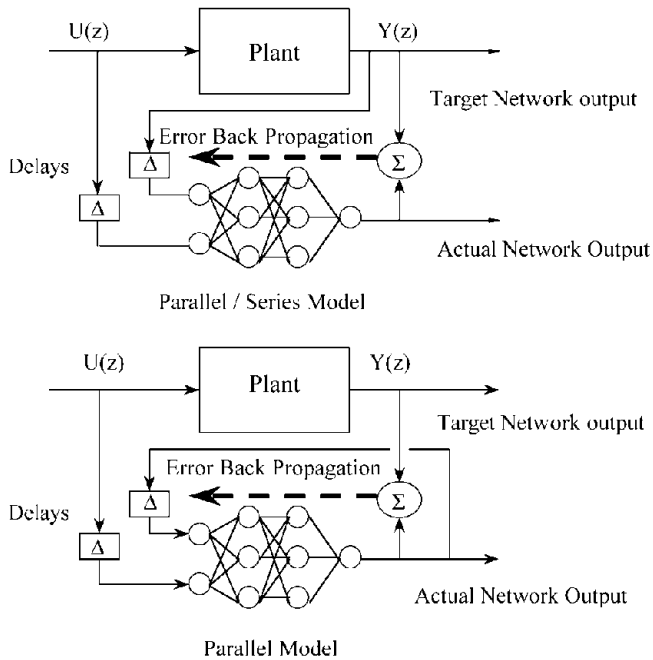 U(z)
Plant
Y(z)
Target Network output
Error Back Propagation
Delays
Δ
Σ
Δ
Actual Network Output
Parallel / Series Model
U(z)
Plant
Y(z)
Target Network output
Error Back Propagation
Delays
Δ
Σ
Δ
Actual Network Output
Parallel Model